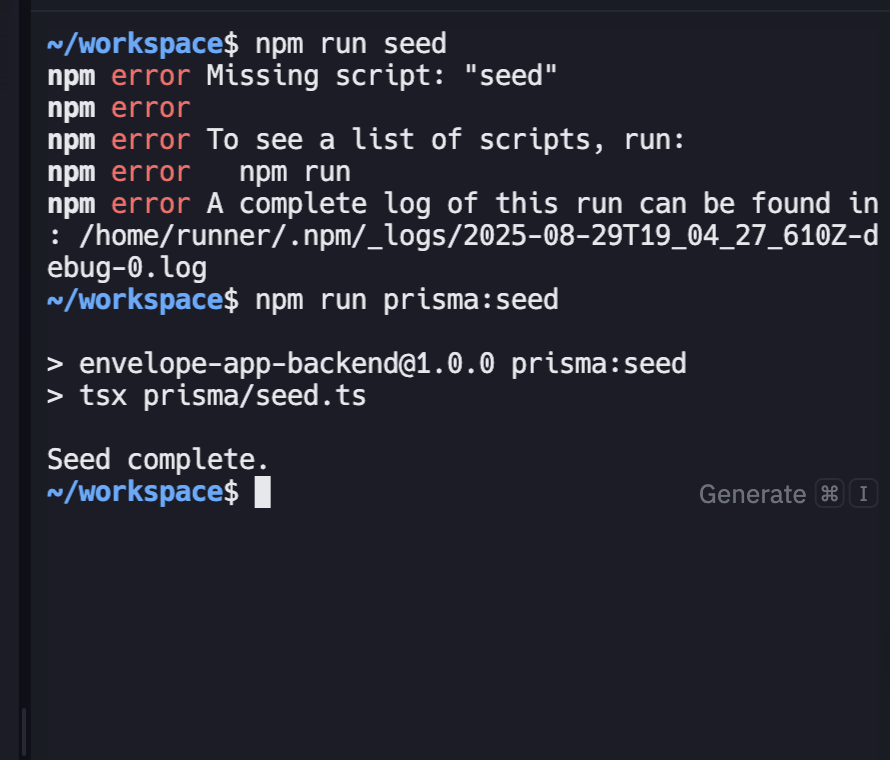 ~/workspace$ npm run seed
npm error Missing script: "seed"
npm error
npm error To see a list of scripts, run:
npm error   npm run
npm error A complete log of this run can be found in
: /home/runner/.npm/_logs/2025-08-29T19_04_27_610Z-d
ebug-0.log
~/workspace$ npm run prisma:seed

> envelope-app-backend@1.0.0 prisma:seed
> tsx prisma/seed.ts

Seed complete.
~/workspace$
Generate ⌘ I